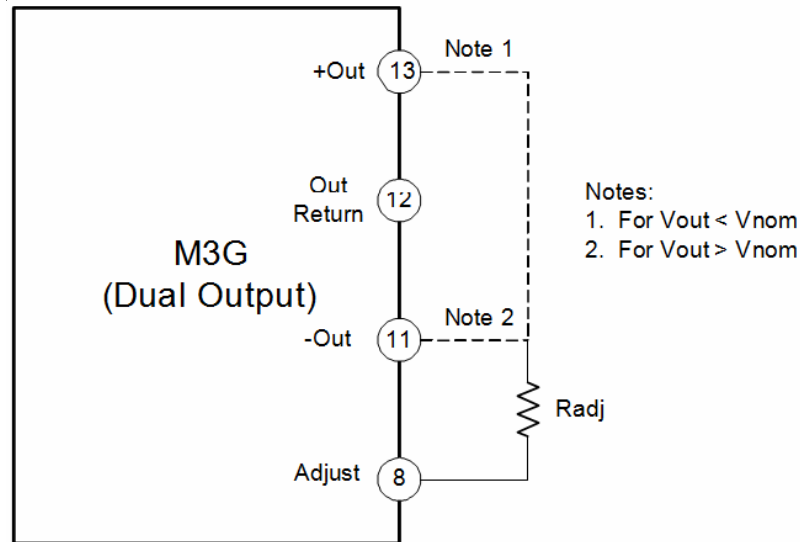 +Out
13
Note 1
Out
Return
12
Notes:
1. For Vout < Vnom
2. For Vout > Vnom
M3G
(Dual Output)
-Out
11
Note 2
Radj
Adjust
8